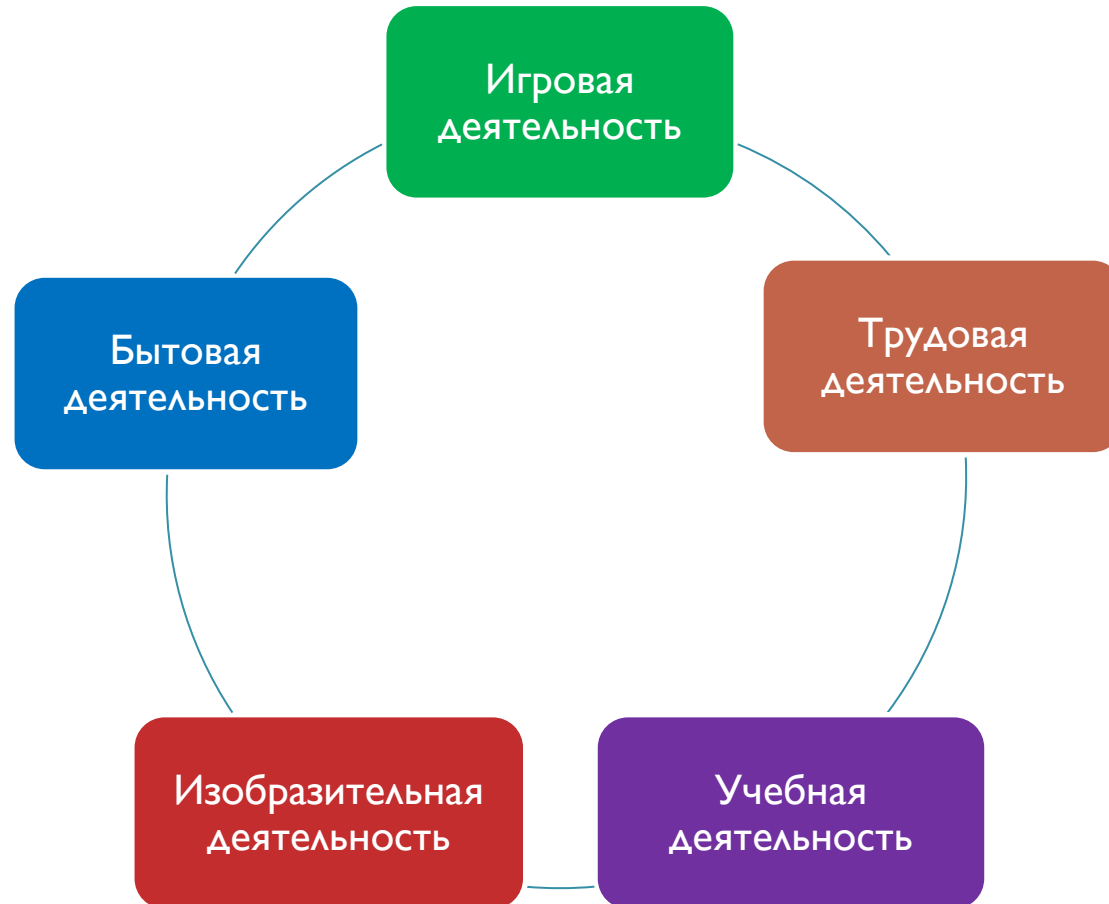 Игровая
деятельность
Бытовая
деятельность
Трудовая
деятельность
Изобразительная
деятельность
Учебная
деятельность